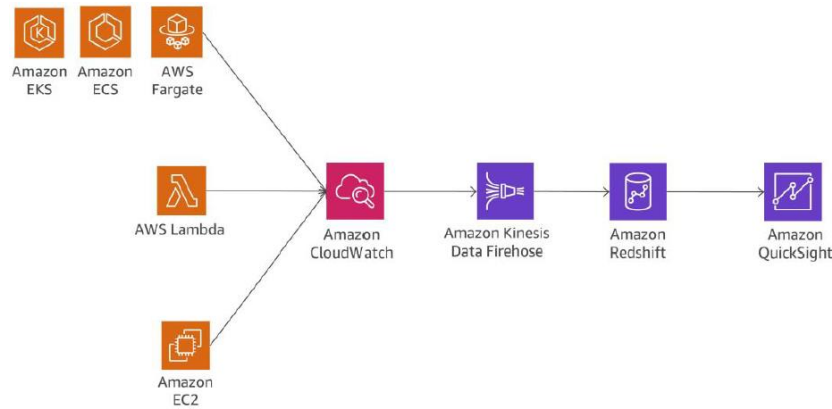 Amazon
EKS
Amazon
ECS
AWS
Fargate
AWS Lambda
Amazon
CloudWatch
Amazon Kinesis
Data Firehose
Amazon
Redshift
Amazon
QuickSight
Amazon
EC2